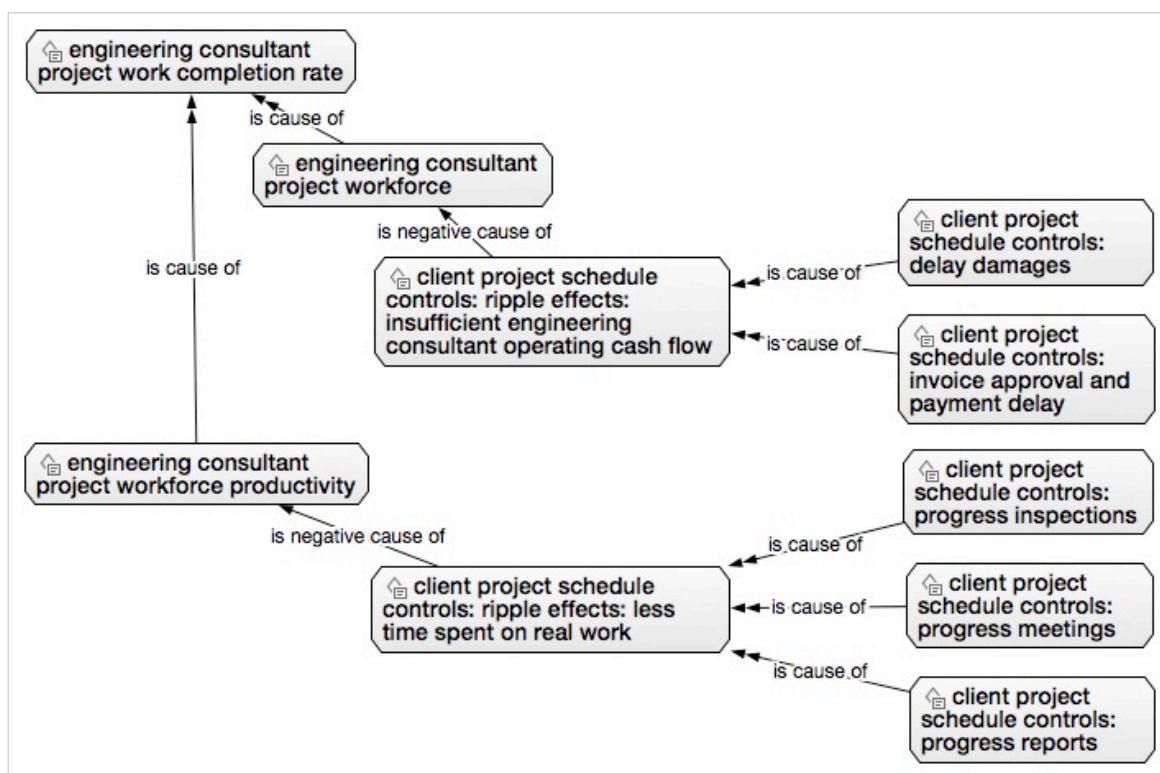 engineering consultant
project work completion rate
is cause of
engineering consultant
project workforce
is negative cause of
client project
schedule controls:
delay damages
is cause of
is cause of
client project schedule
controls: ripple effects:
insufficient engineering
consultant operating cash flow
client project
schedule controls:
invoice approval and
payment delay
is cause of
engineering consultant
project workforce productivity
client project
schedule controls:
progress inspections
is negative cause of
is cause of
client project schedule
controls: ripple effects: less
time spent on real work
client project
schedule controls:
progress meetings
is cause of
is cause of
client project
schedule controls:
progress reports